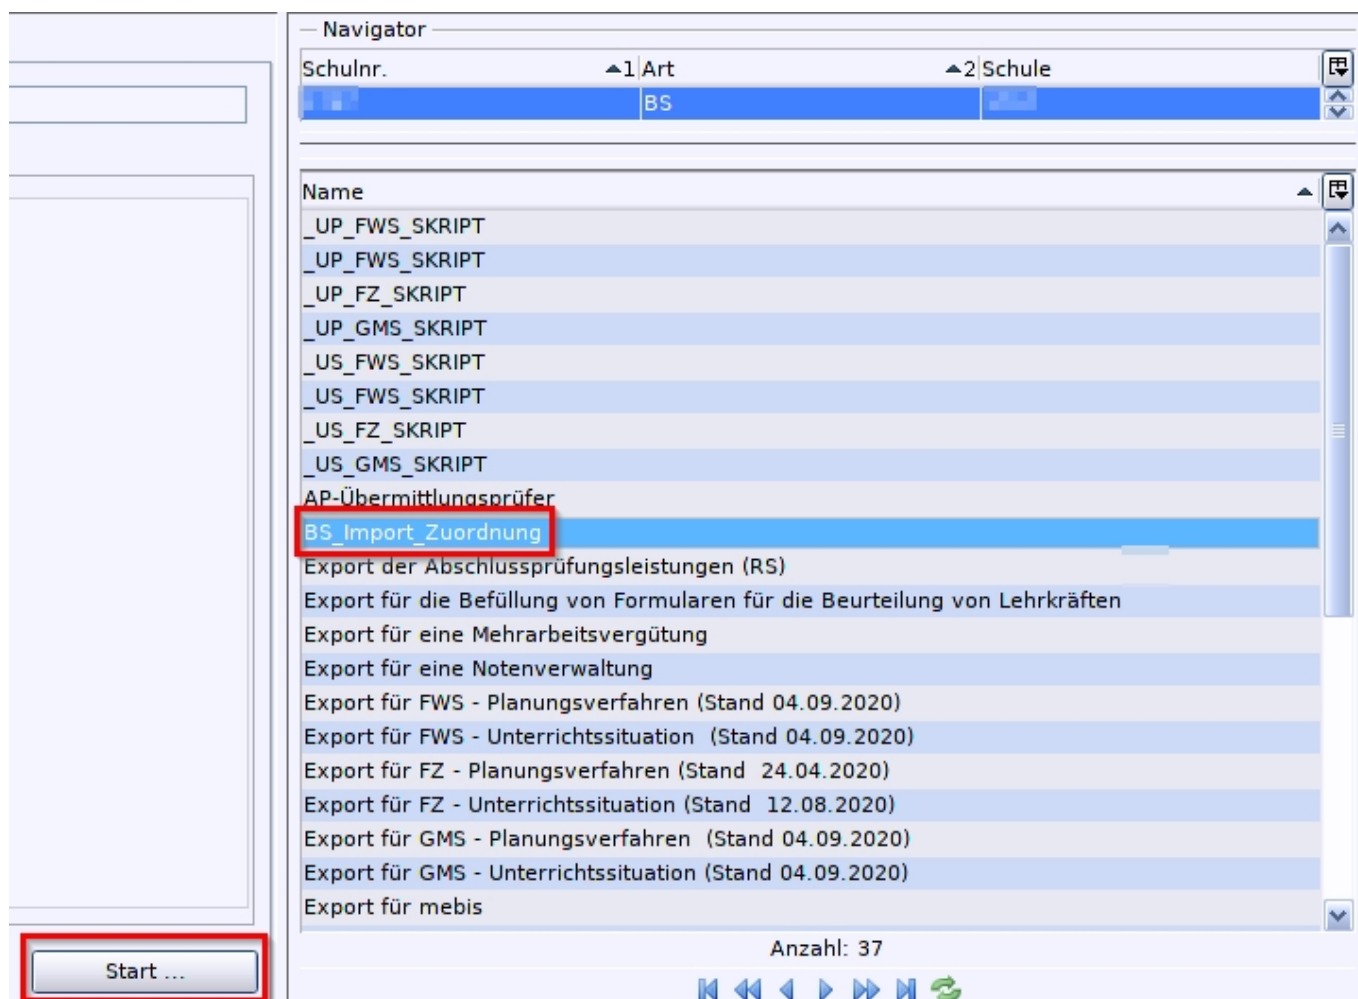 Navigator
Schulnr. 1 Art 2 Schule
BS
Name
_UP_FWS_SKRIPT
_UP_FWS_SKRIPT
_UP_FZ_SKRIPT
_UP_GMS_SKRIPT
_US_FWS_SKRIPT
_US_FWS_SKRIPT
_US_FZ_SKRIPT
_US_GMS_SKRIPT
AP-Übermittlungsprüfer
BS_Import_Zuordnung
Export der Abschlussprüfungsleistungen (RS)
Export für die Befüllung von Formularen für die Beurteilung von Lehrkräften
Export für eine Mehrarbeitsvergütung
Export für eine Notenverwaltung
Export für FWS - Planungsverfahren (Stand 04.09.2020)
Export für FWS - Unterrichtssituation  (Stand 04.09.2020)
Export für FZ - Planungsverfahren (Stand  24.04.2020)
Export für FZ - Unterrichtssituation (Stand  12.08.2020)
Export für GMS - Planungsverfahren  (Stand 04.09.2020)
Export für GMS - Unterrichtssituation (Stand 04.09.2020)
Export für mebis
Anzahl: 37
Start ...